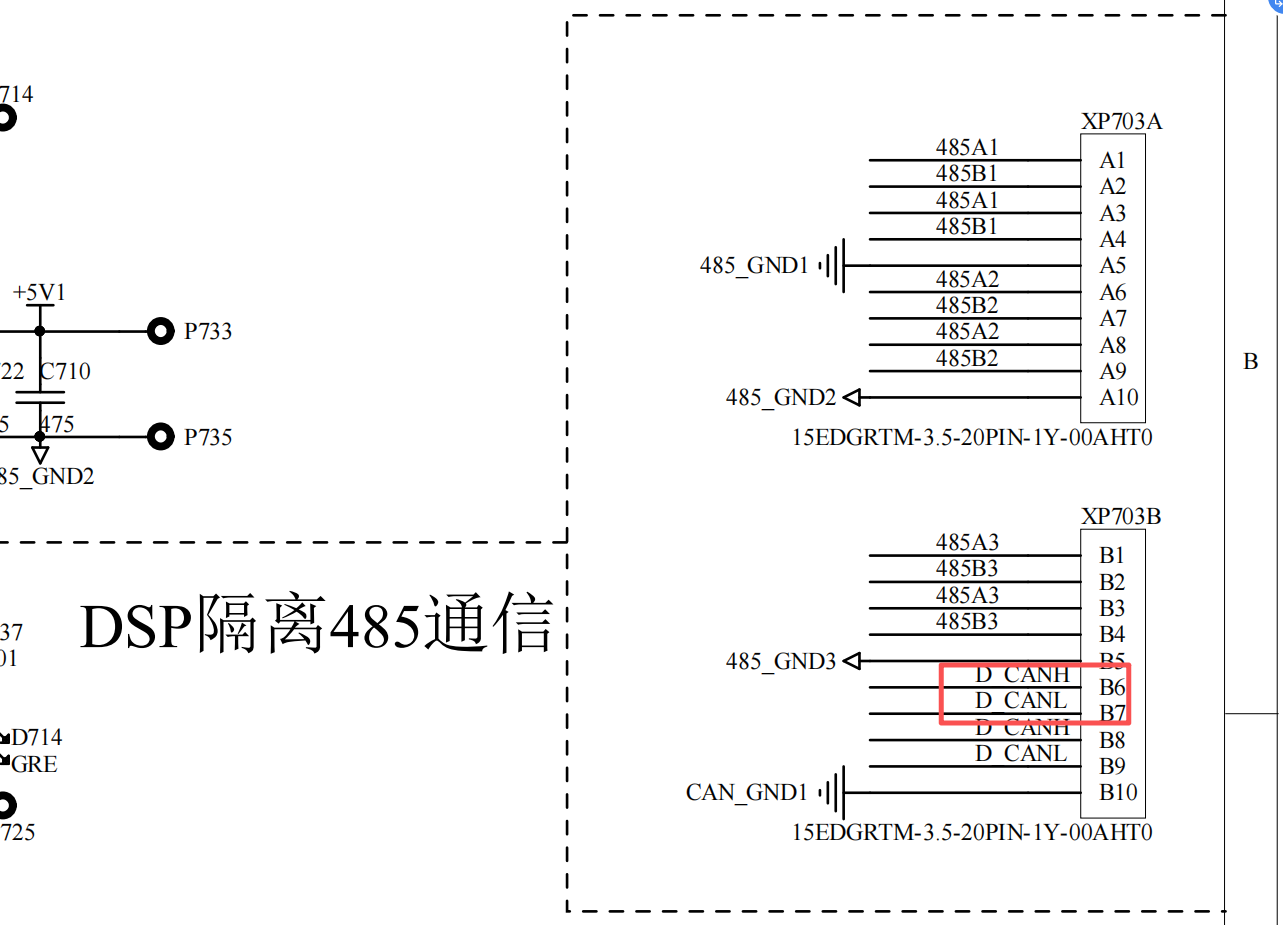 714
+5V1
P733
22
C710
5
475
P735
85_GND2
DSP隔离485通信
37
01
D714
GRE
725
XP703A
485A1
A1
485B1
A2
485A1
A3
485B1
A4
485_GND1
A5
485A2
A6
485B2
A7
485A2
A8
485B2
A9
485_GND2
A10
15EDGRTM-3.5-20PIN-1Y-00AHT0
XP703B
485A3
B1
485B3
B2
485A3
B3
485B3
B4
485_GND3
B5
D_CANH
B6
D_CANL
B7
D_CANH
B8
D_CANL
B9
CAN_GND1
B10
15EDGRTM-3.5-20PIN-1Y-00AHT0
B